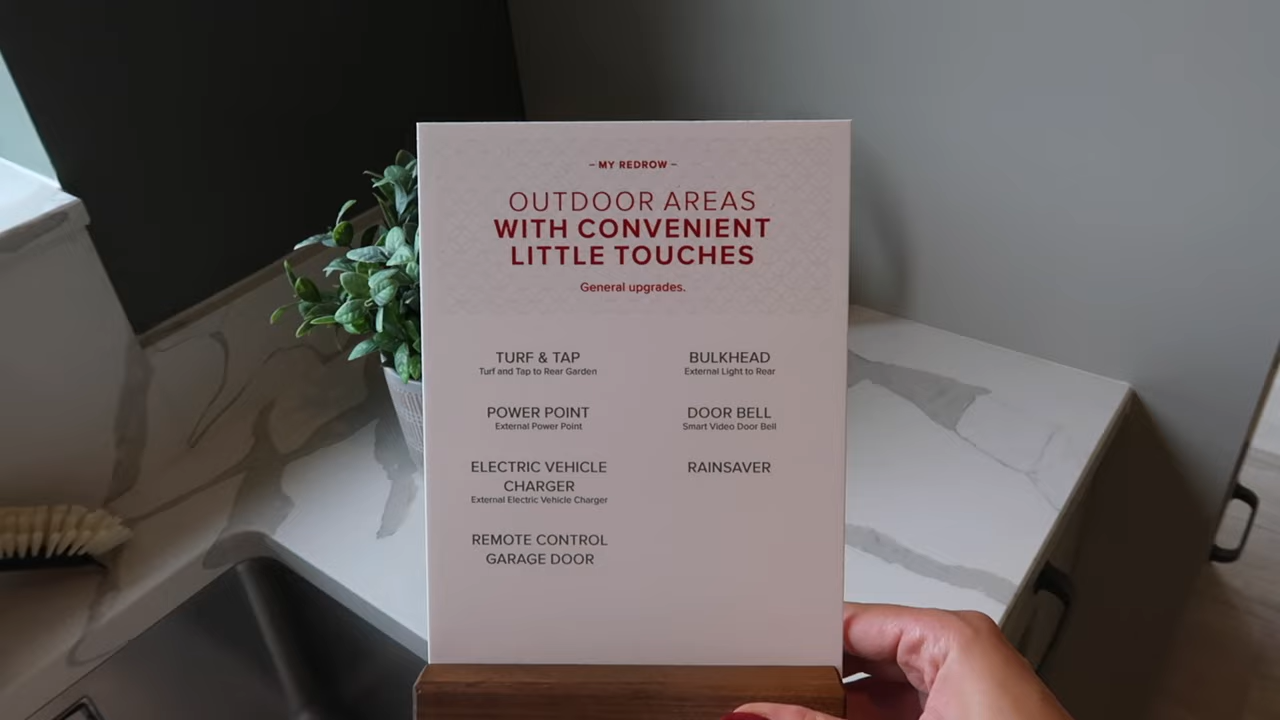 – MY REDROW –
OUTDOOR AREAS
WITH CONVENIENT
LITTLE TOUCHES
General upgrades.
TURF & TAP
Turf and Tap to Rear Garden
POWER POINT
External Power Point
ELECTRIC VEHICLE
CHARGER
External Electric Vehicle Charger
REMOTE CONTROL
GARAGE DOOR
BULKHEAD
External Light to Rear
DOOR BELL
Smart Video Door Bell
RAINSAVER